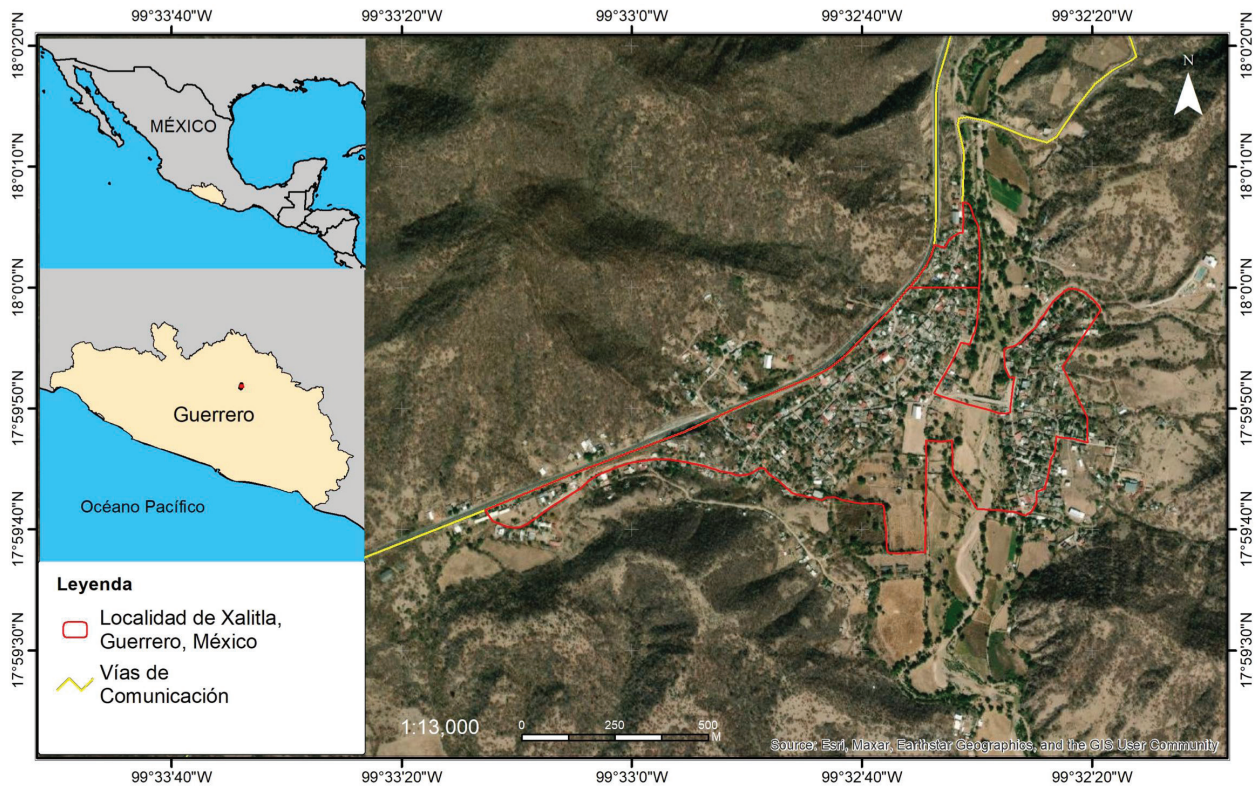 99°33'40"W 99°33'20"W 99°33'0"W 99°32'40"W 99°32'20"W
18°0'20"N 18°0'20"N
N
MÉXICO
18°0'10"N 18°0'10"N
18°0'0"N 18°0'0"N
17°59'50"N 17°59'50"N
Guerrero
Océano Pacífico
17°59'40"N 17°59'40"N
Leyenda
Localidad de Xalitla,
Guerrero, México
17°59'30"N 17°59'30"N
Vías de
Comunicación
1:13,000 0 250 500
M
Source: Esri, Maxar, Earthstar Geographics, and the GIS User Community
99°33'40"W 99°33'20"W 99°33'0"W 99°32'40"W 99°32'20"W